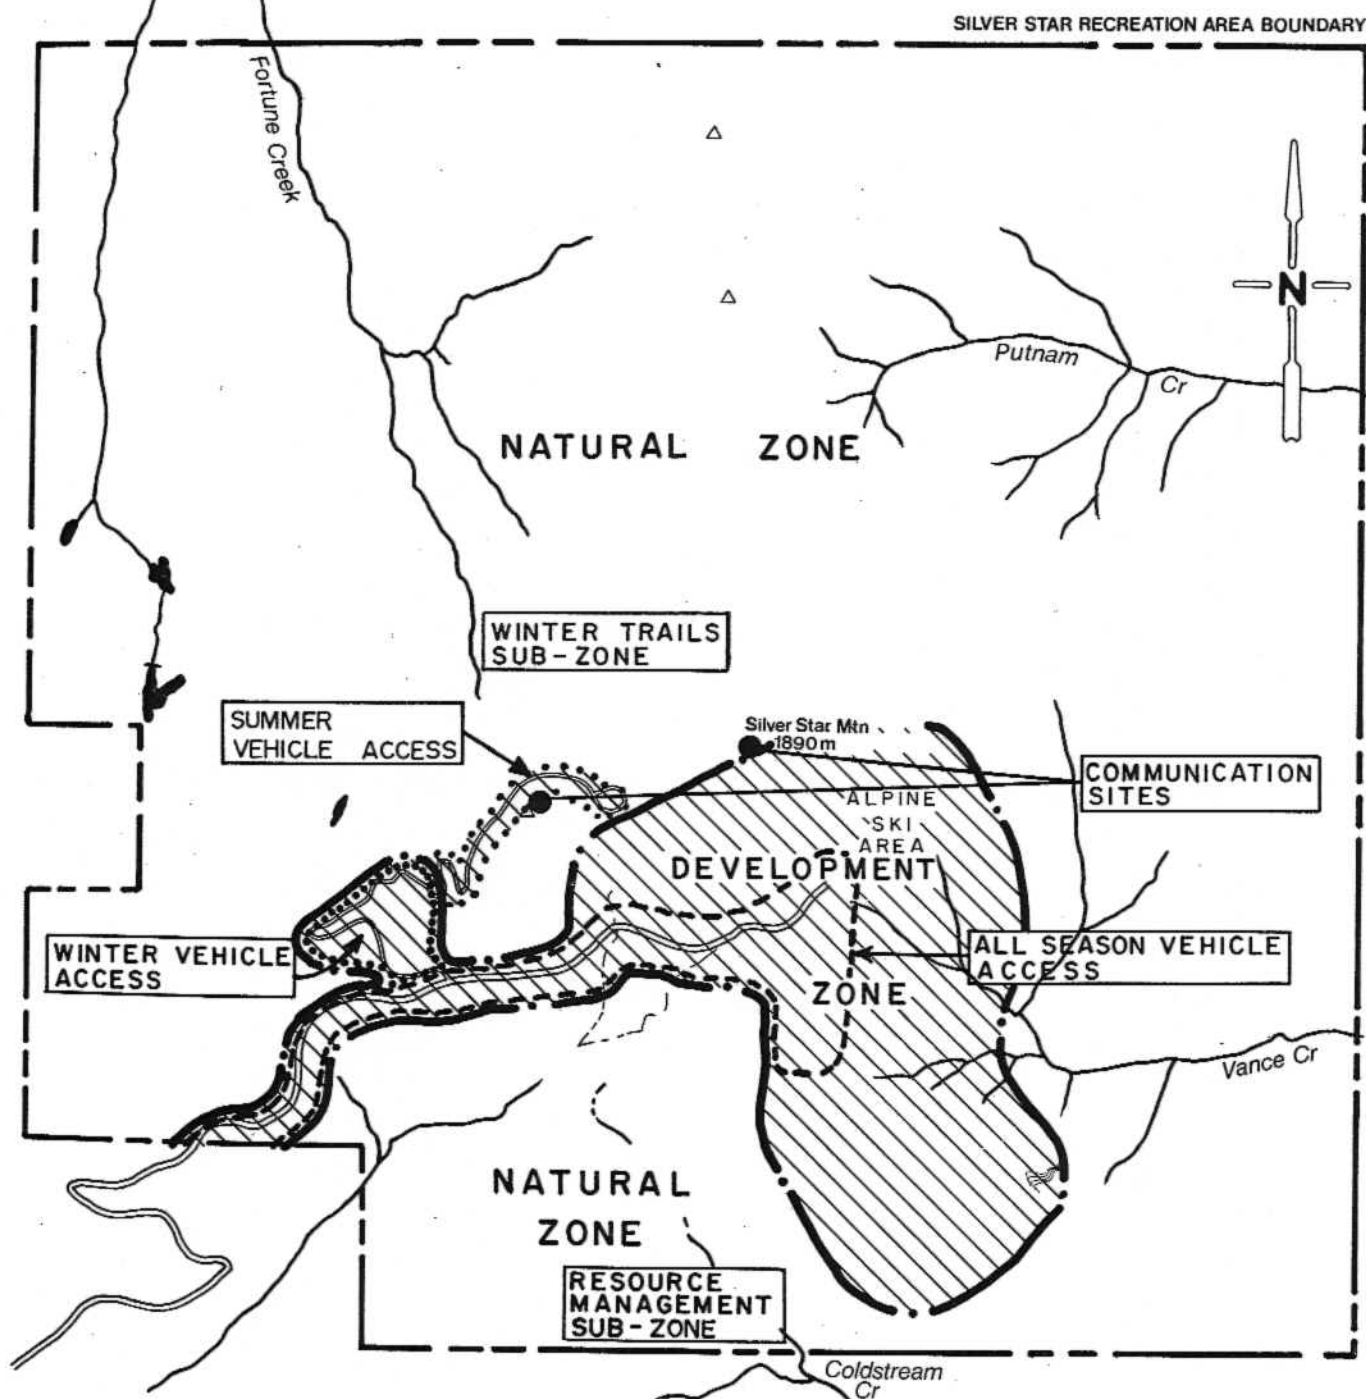 SILVER STAR RECREATION AREA BOUNDARY
Fortune Creek
N
Putnam
Cr
NATURAL ZONE
WINTER TRAILS
SUB-ZONE
SUMMER
VEHICLE ACCESS
Silver Star Mtn
1890m
COMMUNICATION
SITES
ALPINE
SKI
AREA
DEVELOPMENT
WINTER VEHICLE
ACCESS
ALL SEASON VEHICLE
ACCESS
ZONE
Vance Cr
NATURAL
ZONE
RESOURCE
MANAGEMENT
SUB-ZONE
Coldstream
Cr